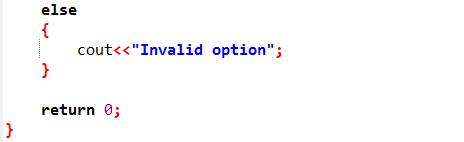 else
{
cout<<"Invalid option";
}
return 0;
}